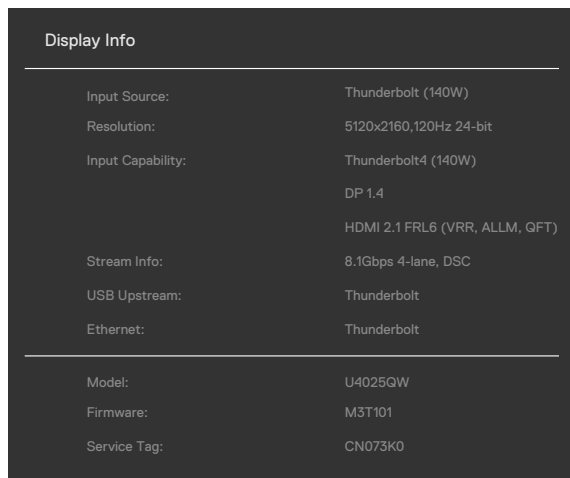 Display Info
Input Source: Thunderbolt (140W)
Resolution: 5120x2160,120Hz 24-bit
Input Capability: Thunderbolt4 (140W)
DP 1.4
HDMI 2.1 FRL6 (VRR, ALLM, QFT)
Stream Info: 8.1Gbps 4-lane, DSC
USB Upstream: Thunderbolt
Ethernet: Thunderbolt
Model: U4025QW
Firmware: M3T101
Service Tag: CN073K0